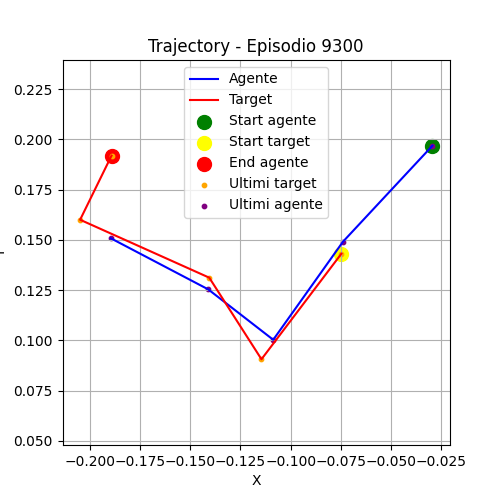 Trajectory - Episodio 9300
Agente
Target
Start agente
Start target
End agente
Ultimi target
Ultimi agente
0.225
0.200
0.175
0.150
0.125
0.100
0.075
0.050
−0.200−0.175−0.150−0.125−0.100−0.075−0.050−0.025
X